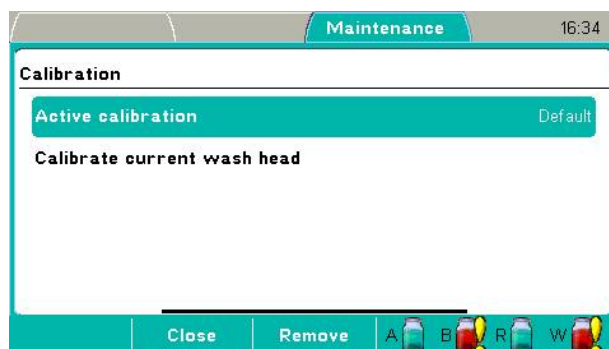 Maintenance 16:34
Calibration
Active calibration Default
Calibrate current wash head
Close Remove A B R W